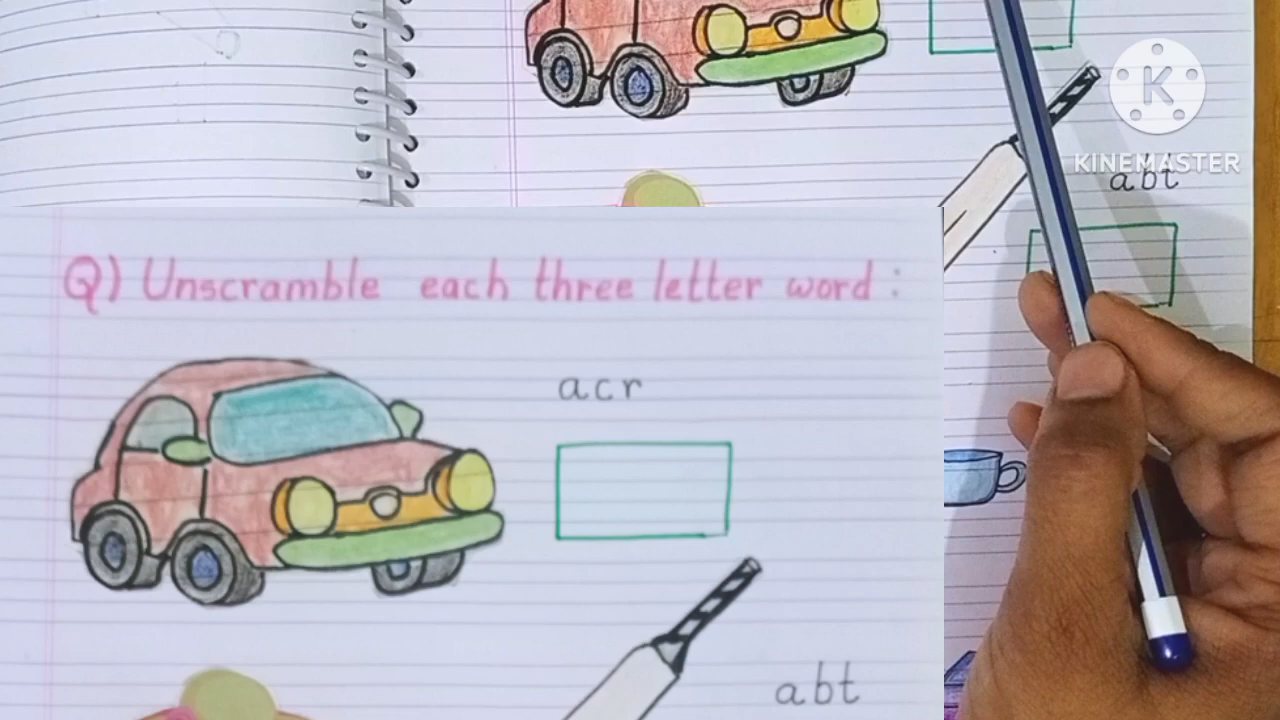 K
KINEMASTER
abt
Q) Unscramble each three letter word :
acr
abt